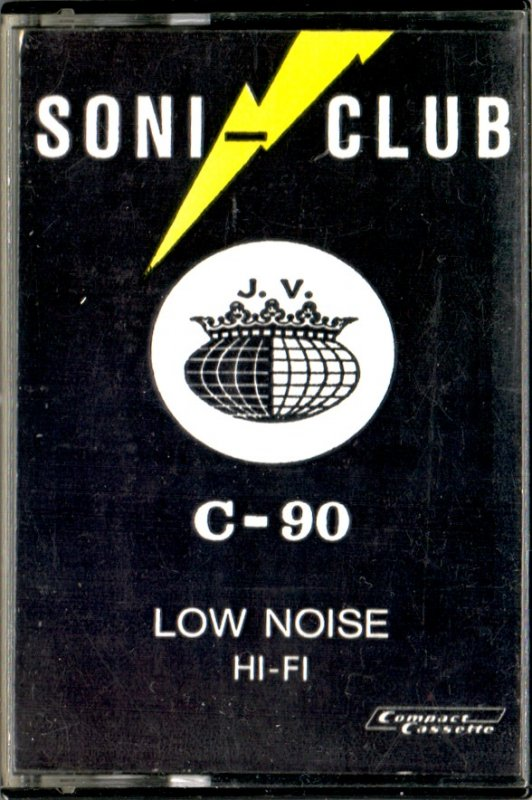 SONI-CLUB
J. V.
C-90
LOW NOISE
HI-FI
Compact
Cassette